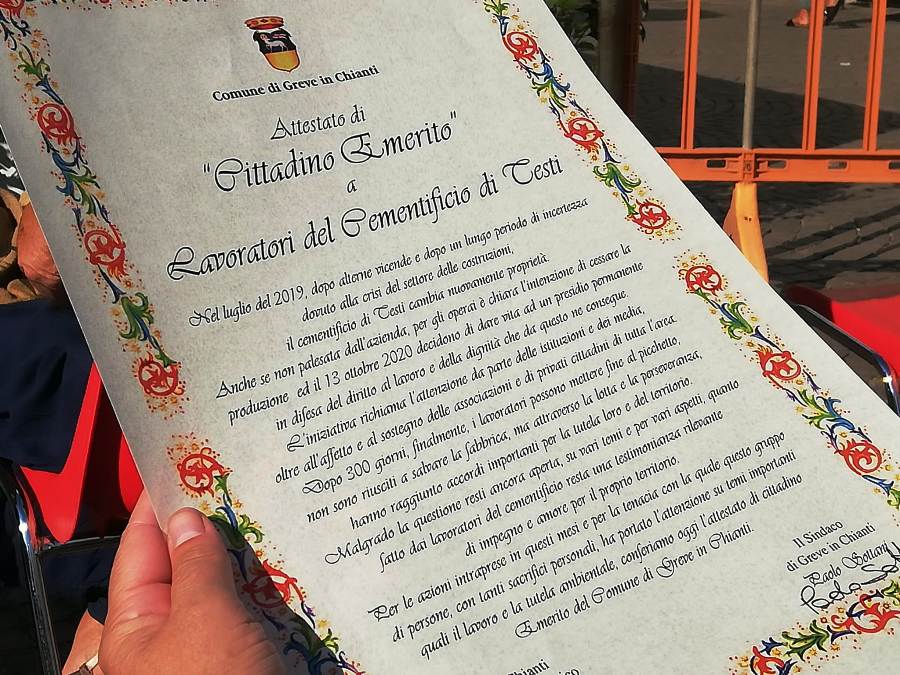 Comune di Greve in Chianti
Attestato di
"Cittadino Emerito"
a
Lavoratori del Cementificio di Testi
Nel luglio del 2019, dopo alterne vicende e dopo un lungo periodo di incertezza
dovuto alla crisi del settore delle costruzioni,
il cementificio di Testi cambia nuovamente proprietà.
Anche se non palesata dall'azienda, per gli operai è chiara l'intenzione di cessare la
produzione ed il 13 ottobre 2020 decidono di dare vita ad un presidio permanente
in difesa del diritto al lavoro e della dignità che da questo ne consegue.
L'iniziativa richiama l'attenzione da parte delle istituzioni e dei media,
oltre all'affetto e al sostegno delle associazioni e di privati cittadini di tutta l'area.
Dopo 300 giorni, finalmente, i lavoratori possono mettere fine al picchetto,
non sono riusciti a salvare la fabbrica, ma attraverso la lotta e la perseveranza,
hanno raggiunto accordi importanti per la tutela loro e del territorio.
Malgrado la questione resti ancora aperta, su vari temi e per vari aspetti, quanto
fatto dai lavoratori del cementificio resta una testimonianza rilevante
di impegno e amore per il proprio territorio.
Per le azioni intraprese in questi mesi e per la tenacia con la quale questo gruppo
di persone, con tanti sacrifici personali, ha portato l'attenzione su temi importanti
quali il lavoro e la tutela ambientale, conferiamo oggi l'attestato di cittadino
Emerito del Comune di Greve in Chianti.
Il Sindaco
di Greve in Chianti
Paolo Sottani
Chianti